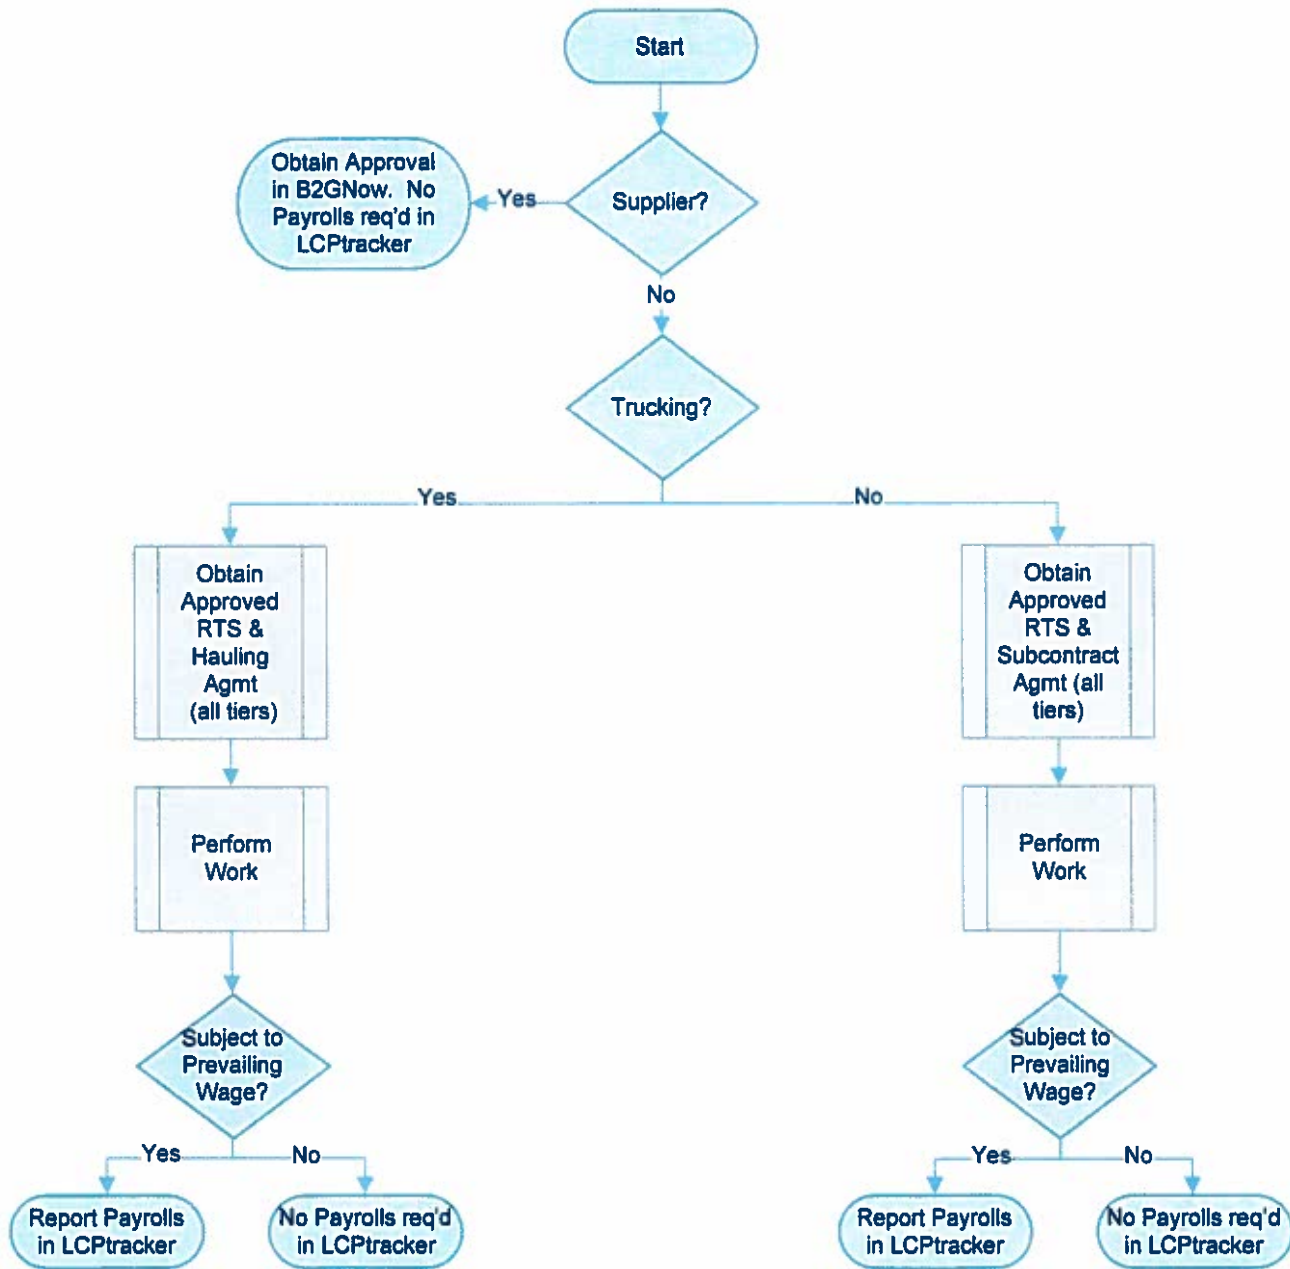 Start
Obtain Approval
in B2GNow. No
Payrolls req'd in
LCPtracker
Yes
Supplier?
No
Trucking?
Yes
No
Obtain
Approved
RTS &
Hauling
Agmt
(all tiers)
Obtain
Approved
RTS &
Subcontract
Agmt (all
tiers)
Perform
Work
Perform
Work
Subject to
Prevailing
Wage?
Subject to
Prevailing
Wage?
Yes
No
Yes
No
Report Payrolls
in LCPtracker
No Payrolls req'd
in LCPtracker
Report Payrolls
in LCPtracker
No Payrolls req'd
in LCPtracker